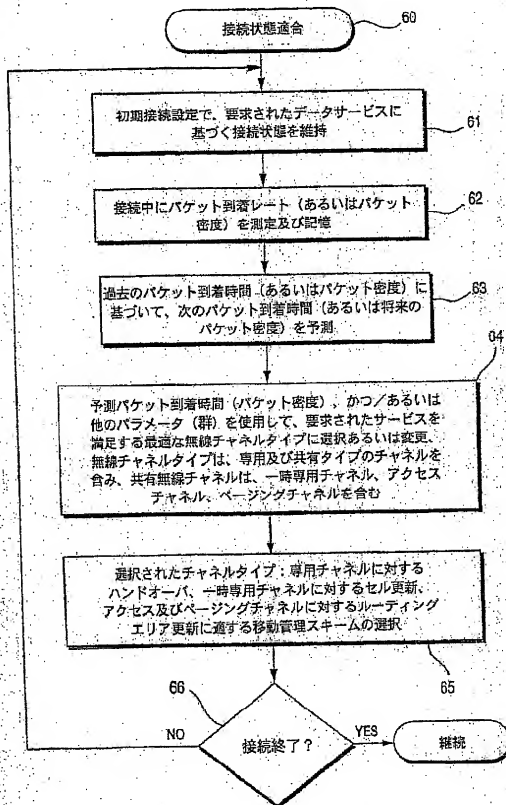 接続状態適合
60
初期接続設定で、要求されたデータサービスに
基づく接続状態を維持
61
接続中にパケット到着レート（あるいはパケット
密度）を測定及び記憶
62
過去のパケット到着時間（あるいはパケット密度）に
基づいて、次のパケット到着時間（あるいは将来の
パケット密度）を予測
63
64
予測パケット到着時間（パケット密度）、かつ／あるいは
他のパラメータ（群）を使用して、要求されたサービスを
満足する最適な無線チャネルタイプに選択あるいは変更、
無線チャネルタイプは、専用及び共有タイプのチャネルを
含み、共有無線チャネルは、一時専用チャネル、アクセス
チャネル、ページングチャネルを含む
選択されたチャネルタイプ：専用チャネルに対する
ハンドオーバ、一時専用チャネルに対するセル更新、
アクセス及びページングチャネルに対するルーティング
エリア更新に適する移動管理スキームの選択
65
66
NO
接続終了？
YES
継続